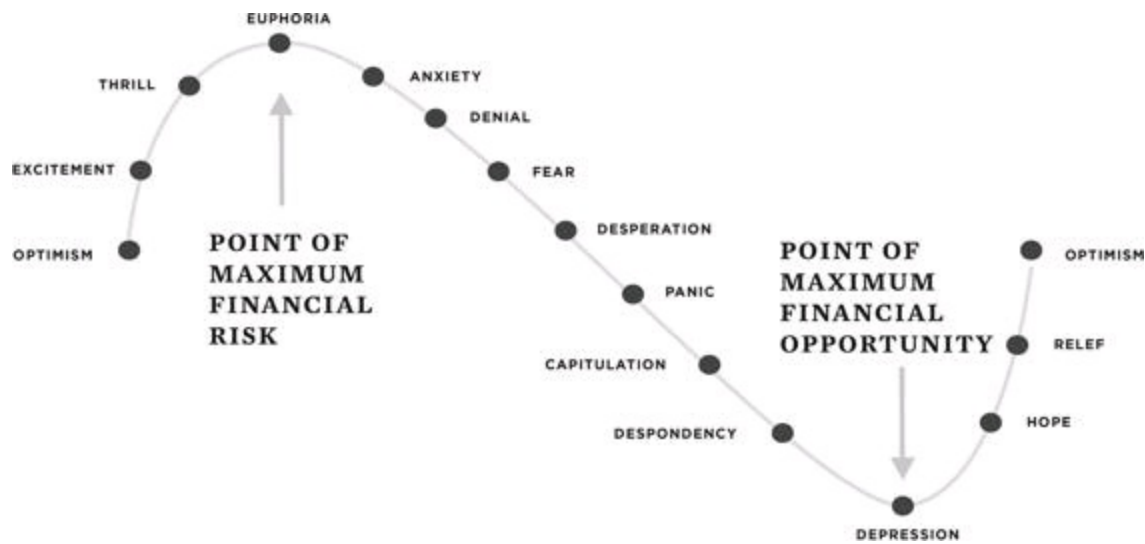 EUPHORIA
THRILL
ANXIETY
DENIAL
EXCITEMENT
FEAR
OPTIMISM
POINT OF
MAXIMUM
FINANCIAL
RISK
DESPERATION
PANIC
POINT OF
MAXIMUM
FINANCIAL
OPPORTUNITY
OPTIMISM
CAPITULATION
RELEF
DESPONDENCY
HOPE
DEPRESSION